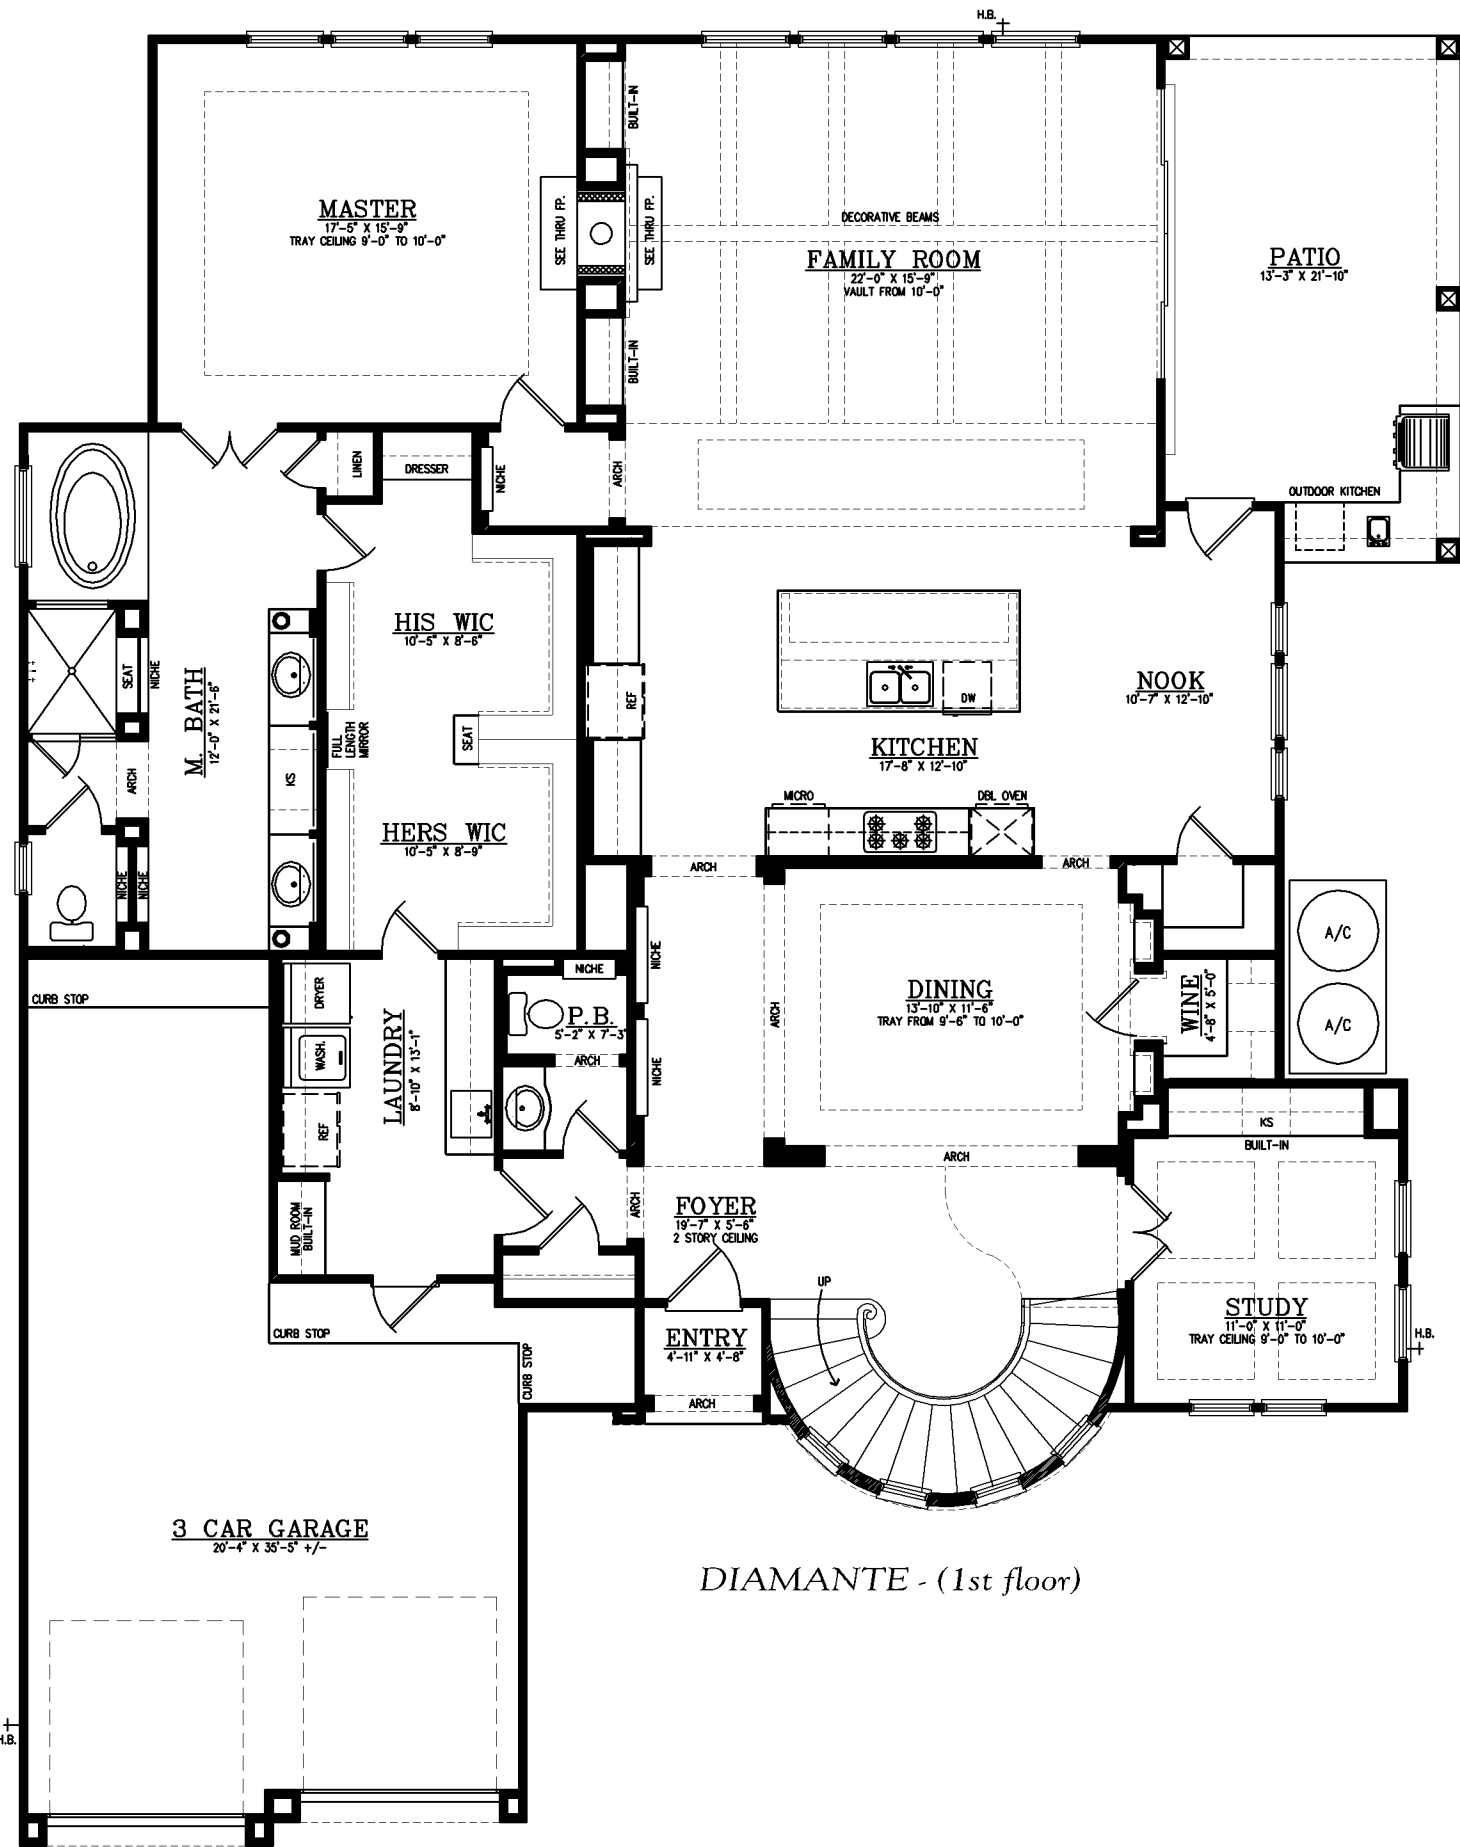 H.B.
BUILT-IN
MASTER
17'-5" X 15'-9"
TRAY CEILING 9'-0" TO 10'-0"
SEE THRU FP.
SEE THRU FP.
DECORATIVE BEAMS
FAMILY ROOM
22'-0" X 15'-9"
VAULT FROM 10'-0"
PATIO
13'-3" X 21'-10"
BUILT-IN
LINEN
DRESSER
NICHE
ARCH
OUTDOOR KITCHEN
HIS WIC
10'-5" X 8'-6"
SEAT
NICHE
M. BATH
12'-0" X 21'-6"
FULL
LENGTH
MIRROR
SEAT
REF
DW
NOOK
10'-7" X 12'-10"
KITCHEN
17'-8" X 12'-10"
ARCH
KS
MICRO
DBL OVEN
HERS WIC
10'-5" X 8'-9"
ARCH
ARCH
NICHE
NICHE
NICHE
A/C
CURB STOP
DRYER
NICHE
DINING
13'-10" X 11'-6"
TRAY FROM 9'-6" TO 10'-0"
WINE
4'-8" X 5'-0"
ARCH
P.B.
5'-2" X 7'-3"
A/C
WASH.
LAUNDRY
8'-10" X 13'-1"
ARCH
NICHE
REF
KS
BUILT-IN
ARCH
MUD ROOM
BUILT-IN
ARCH
FOYER
19'-7" X 5'-6"
2 STORY CEILING
UP
STUDY
11'-0" X 11'-0"
TRAY CEILING 9'-0" TO 10'-0"
H.B.
CURB STOP
ENTRY
4'-11" X 4'-8"
CURB STOP
ARCH
3 CAR GARAGE
20'-4" X 35'-5" +/-
DIAMANTE - (1st floor)
H.B.